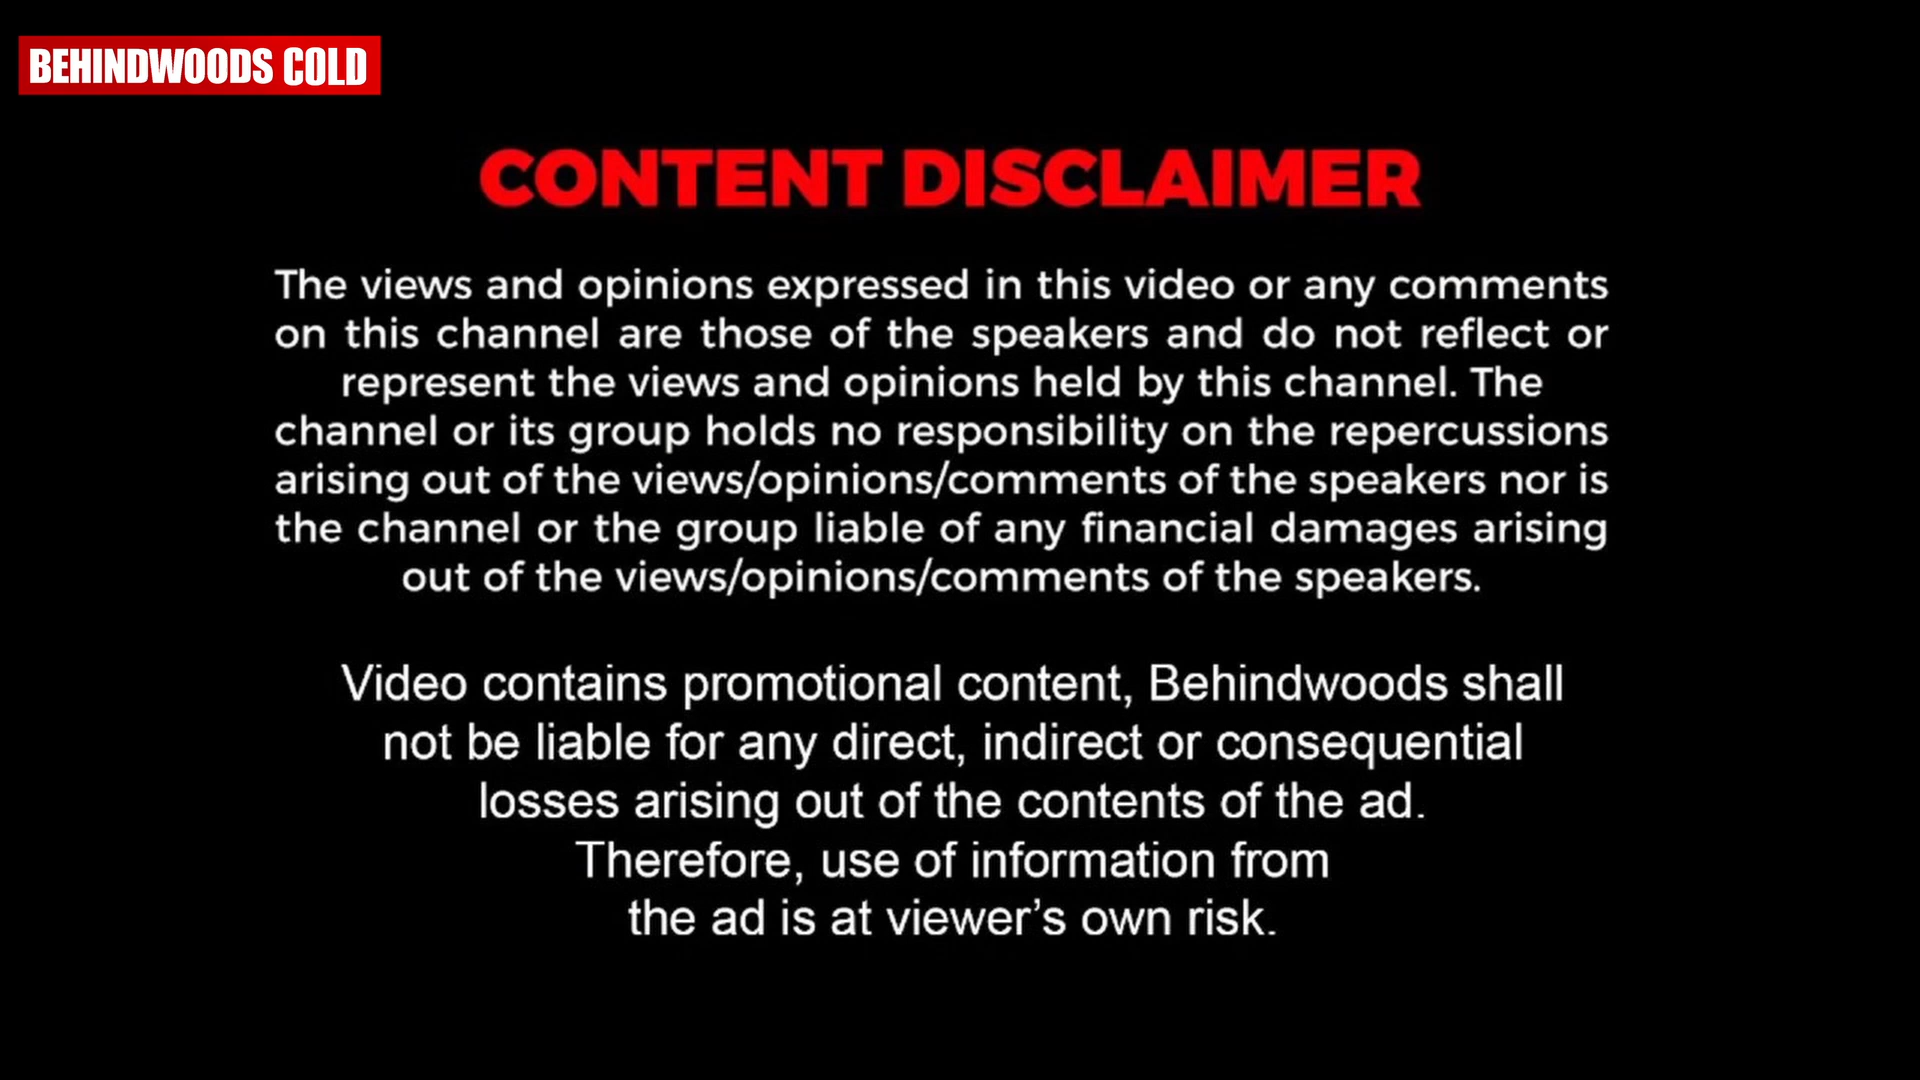 BEHINDWOODS COLD
CONTENT DISCLAIMER
The views and opinions expressed in this video or any comments
on this channel are those of the speakers and do not reflect or
represent the views and opinions held by this channel. The
channel or its group holds no responsibility on the repercussions
arising out of the views/opinions/comments of the speakers nor is
the channel or the group liable of any financial damages arising
out of the views/opinions/comments of the speakers.
Video contains promotional content, Behindwoods shall
not be liable for any direct, indirect or consequential
losses arising out of the contents of the ad.
Therefore, use of information from
the ad is at viewer’s own risk.